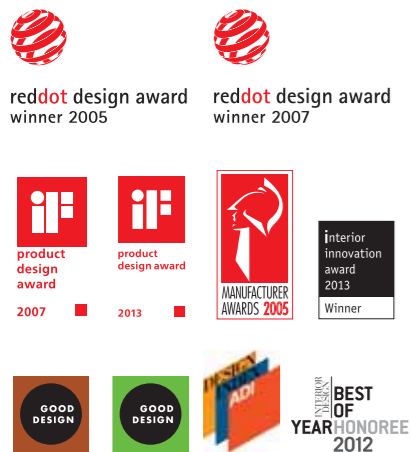 reddot design award
winner 2005
reddot design award
winner 2007
iF
product
design
award
2007
iF
product
design award
2013
MANUFACTURER
AWARDS 2005
interior
innovation
award
2013
Winner
GOOD
DESIGN
GOOD
DESIGN
DESIGN
INDEX
ADI
INTERIOR
DESIGN
BEST
OF
YEAR HONOREE
2012